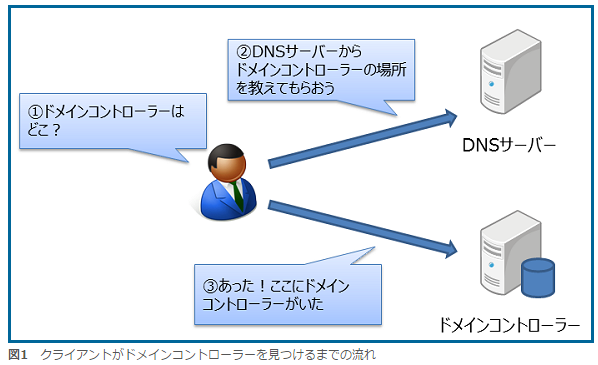 ①ドメインコントローラーは
どこ？
②DNSサーバーから
ドメインコントローラーの場所
を教えてもらおう
DNSサーバー
③あった！ここにドメイン
コントローラーがいた
ドメインコントローラー
図1　クライアントがドメインコントローラーを見つけるまでの流れ